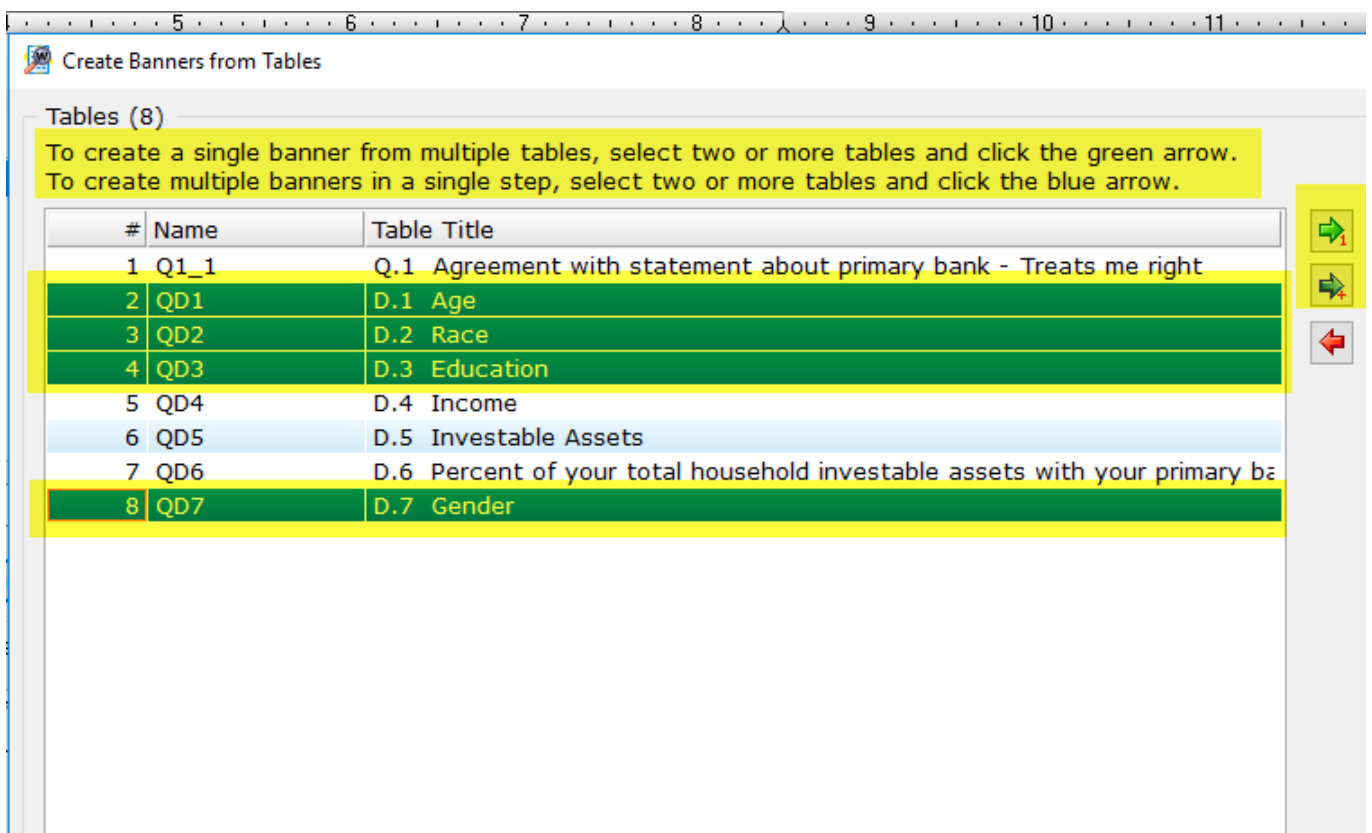 5 6 7 8 9 10 11
Create Banners from Tables
Tables (8)
To create a single banner from multiple tables, select two or more tables and click the green arrow.
To create multiple banners in a single step, select two or more tables and click the blue arrow.
# Name Table Title
1 Q1_1 Q.1 Agreement with statement about primary bank - Treats me right
2 QD1 D.1 Age
3 QD2 D.2 Race
4 QD3 D.3 Education
5 QD4 D.4 Income
6 QD5 D.5 Investable Assets
7 QD6 D.6 Percent of your total household investable assets with your primary ba
8 QD7 D.7 Gender
1
+